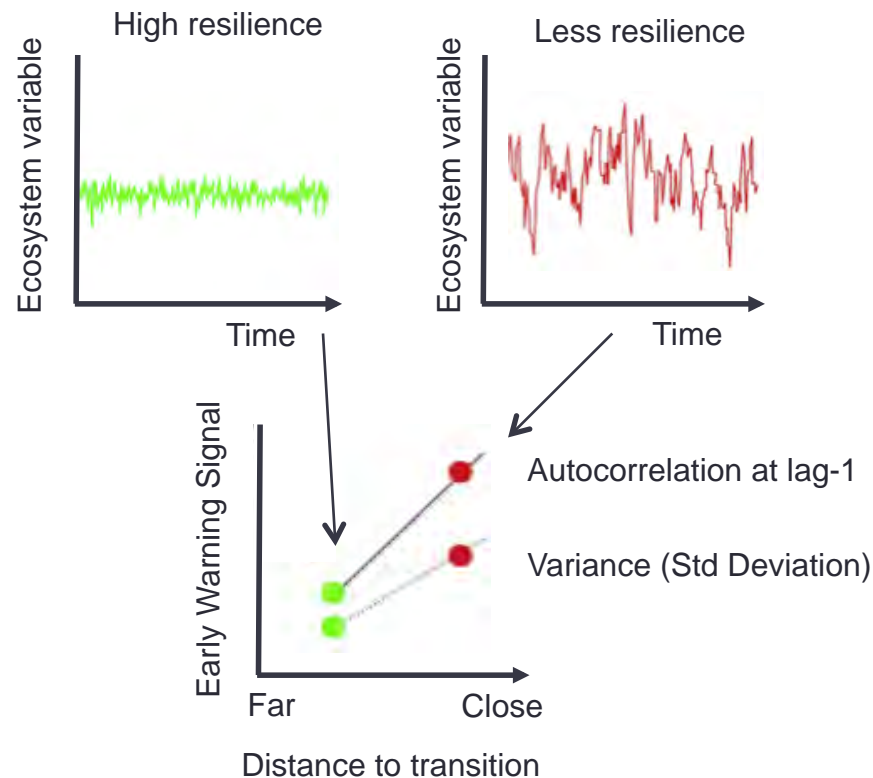 High resilience
Less resilience
Ecosystem variable
Ecosystem variable
Time
Time
Early Warning Signal
Autocorrelation at lag-1
Variance (Std Deviation)
Far
Close
Distance to transition